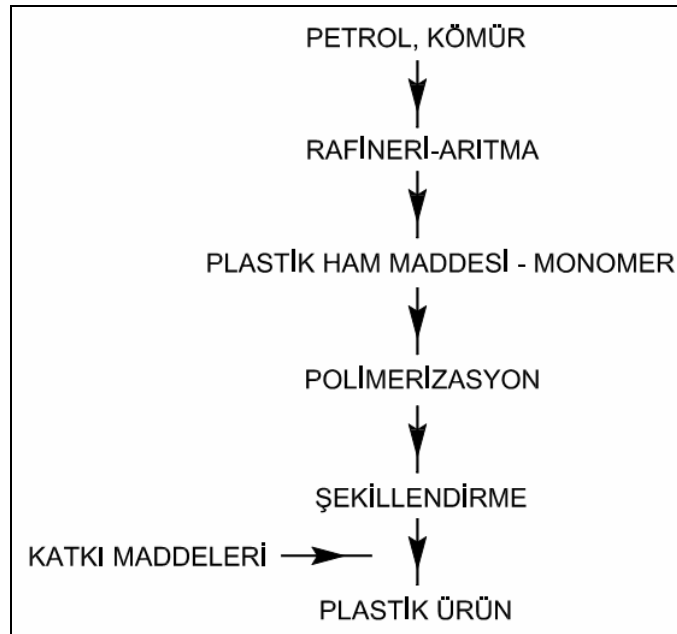 PETROL, KÖMÜR
RAFİNERİ-ARITMA
PLASTİK HAM MADDESİ - MONOMER
POLİMERİZASYON
ŞEKİLLENDİRME
KATKI MADDELERİ
PLASTİK ÜRÜN